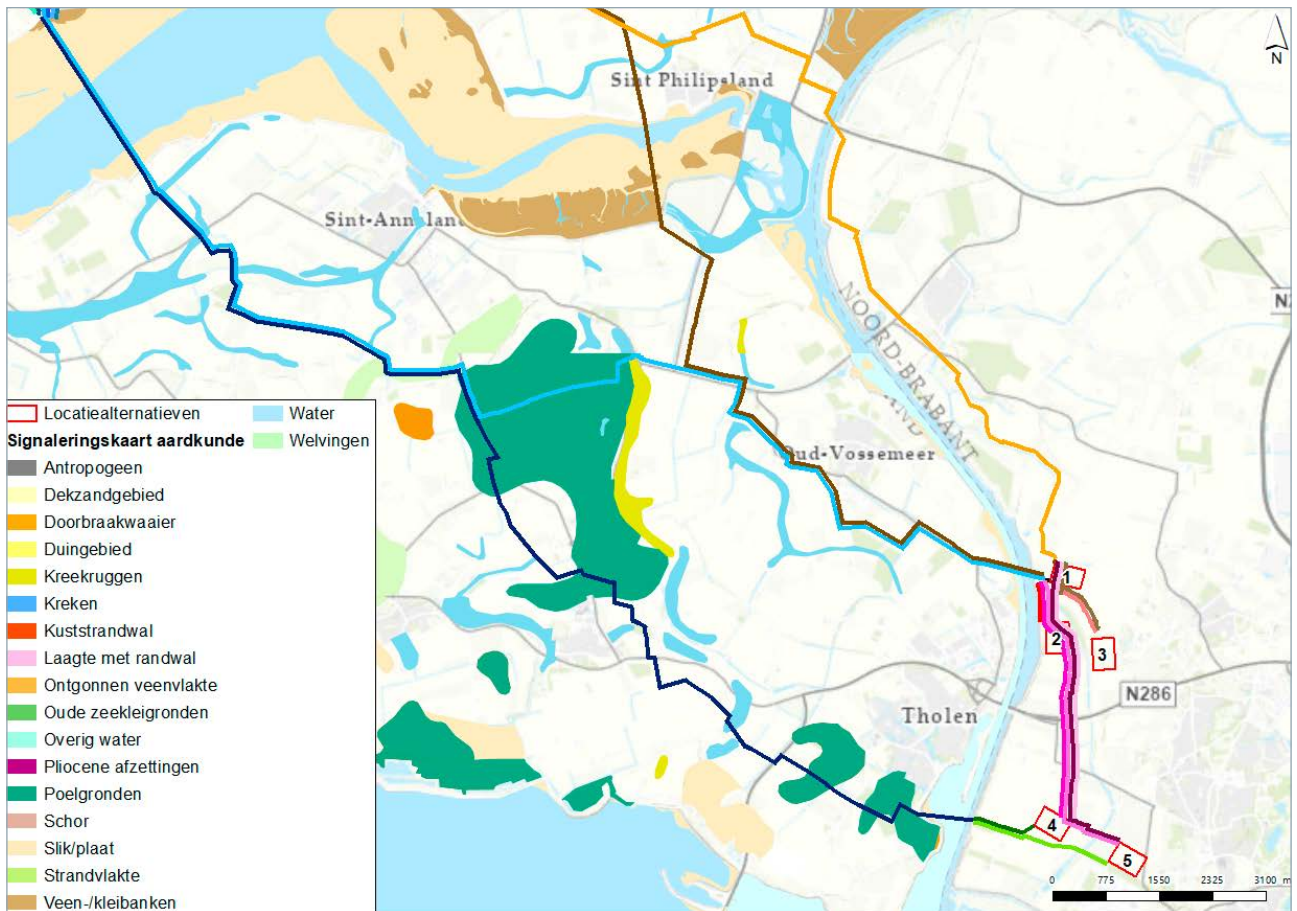 N
Sint Philipsland
Sint-Annaland
NOORD-BRABANT
Oud-Vossemeer
Tholen
N286
1
2
3
4
5
Locatiealternatieven
Signaleringskaart aardkunde
Antropogeen
Dekzandgebied
Doorbraakwaaier
Duingebied
Kreekruggen
Kreken
Kuststrandwal
Laagte met randwal
Ontgonnen veenvlakte
Oude zeekleigronden
Overig water
Pliocene afzettingen
Poelgronden
Schor
Slik/plaat
Strandvlakte
Veen-/kleibanken
Water
Welvingen
0 775 1550 2325 3100 m